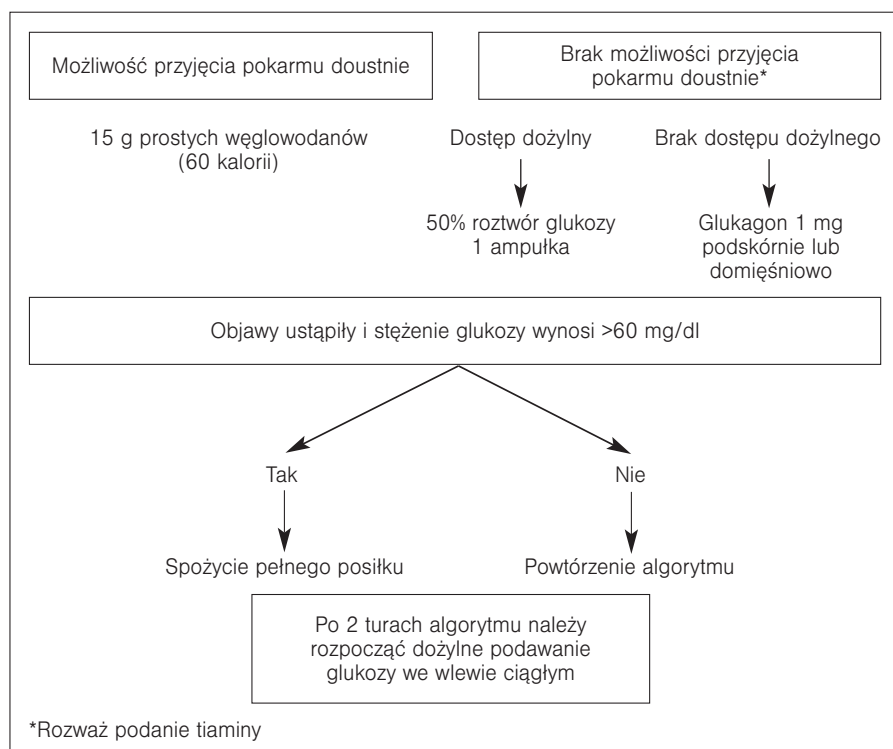 Możliwość przyjęcia pokarmu doustnie
Brak możliwości przyjęcia
pokarmu doustnie*
15 g prostych węglowodanów
(60 kalorii)
Dostęp dożylny
Brak dostępu dożylnego
50% roztwór glukozy
1 ampułka
Glukagon 1 mg
podskórnie lub
domięśniowo
Objawy ustąpiły i stężenie glukozy wynosi >60 mg/dl
Tak
Nie
Spożycie pełnego posiłku
Powtórzenie algorytmu
Po 2 turach algorytmu należy
rozpocząć dożylne podawanie
glukozy we wlewie ciągłym
*Rozważ podanie tiaminy